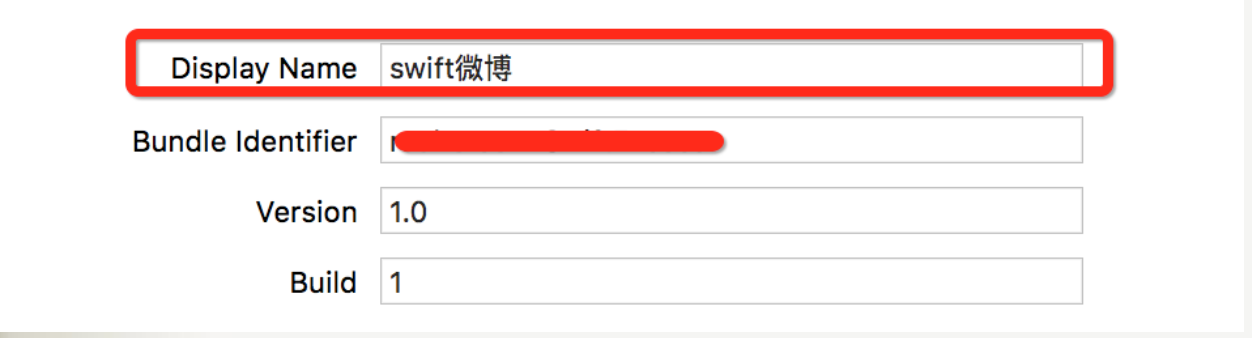 Display Name swift微博
Bundle Identifier
Version 1.0
Build 1